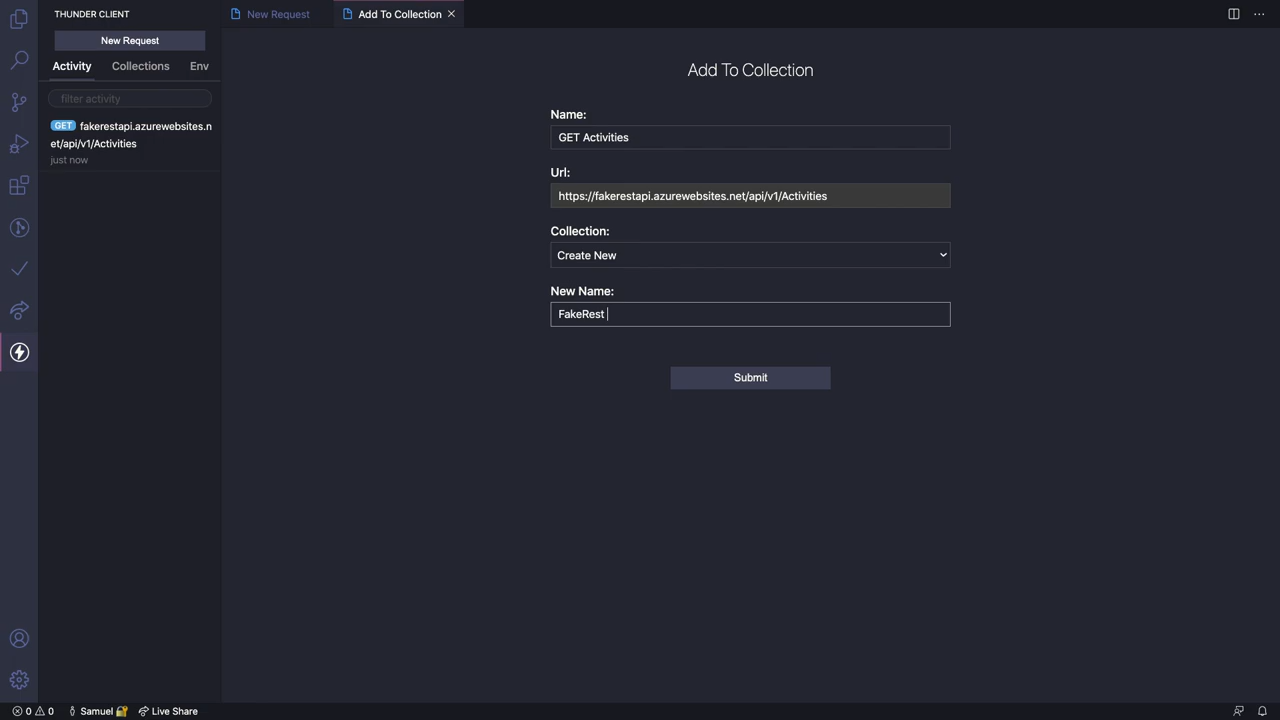 THUNDER CLIENT
New Request
Add To Collection
New Request
Activity
Collections
Env
filter activity
GET fakerestapi.azurewebsites.n
et/api/v1/Activities
just now
Add To Collection
Name:
GET Activities
Url:
https://fakerestapi.azurewebsites.net/api/v1/Activities
Collection:
Create New
New Name:
FakeRest
Submit
0 0 Samuel Live Share